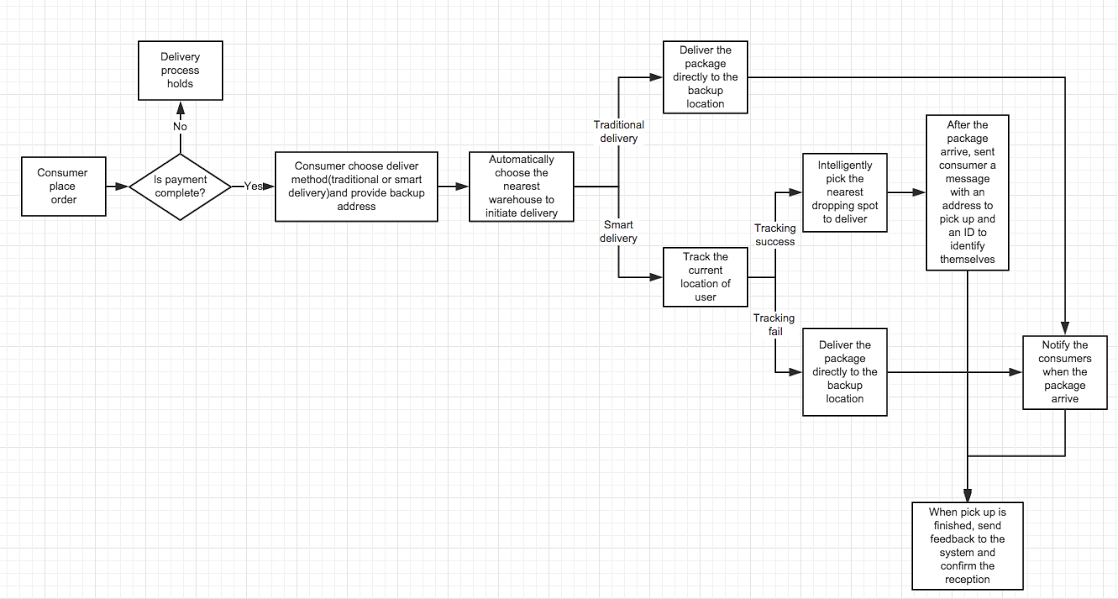 Delivery
process
holds
No
Consumer
place
order
Is payment
complete?
Yes
Consumer choose deliver
method(traditional or smart
delivery)and provide backup
address
Automatically
choose the
nearest
warehouse to
initiate delivery
Traditional
delivery
Smart
delivery
Deliver the
package
directly to the
backup
location
Track the
current
location of
user
Tracking
success
Tracking
fail
Intelligently
pick the
nearest
dropping spot
to deliver
After the
package
arrive, sent
consumer a
message
with an
address to
pick up and
an ID to
identify
themselves
Deliver the
package
directly to the
backup
location
Notify the
consumers
when the
package
arrive
When pick up is
finished, send
feedback to the
system and
confirm the
reception